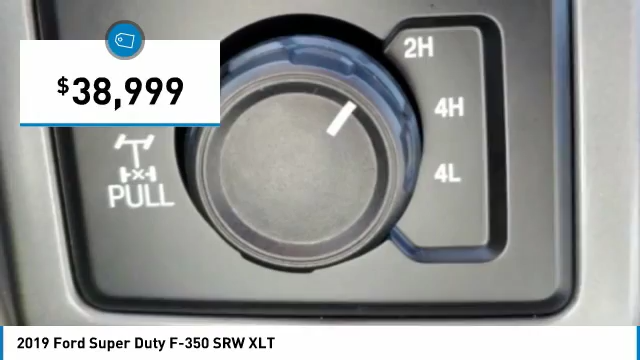 $38,999
2H
4H
4L
PULL
2019 Ford Super Duty F-350 SRW XLT